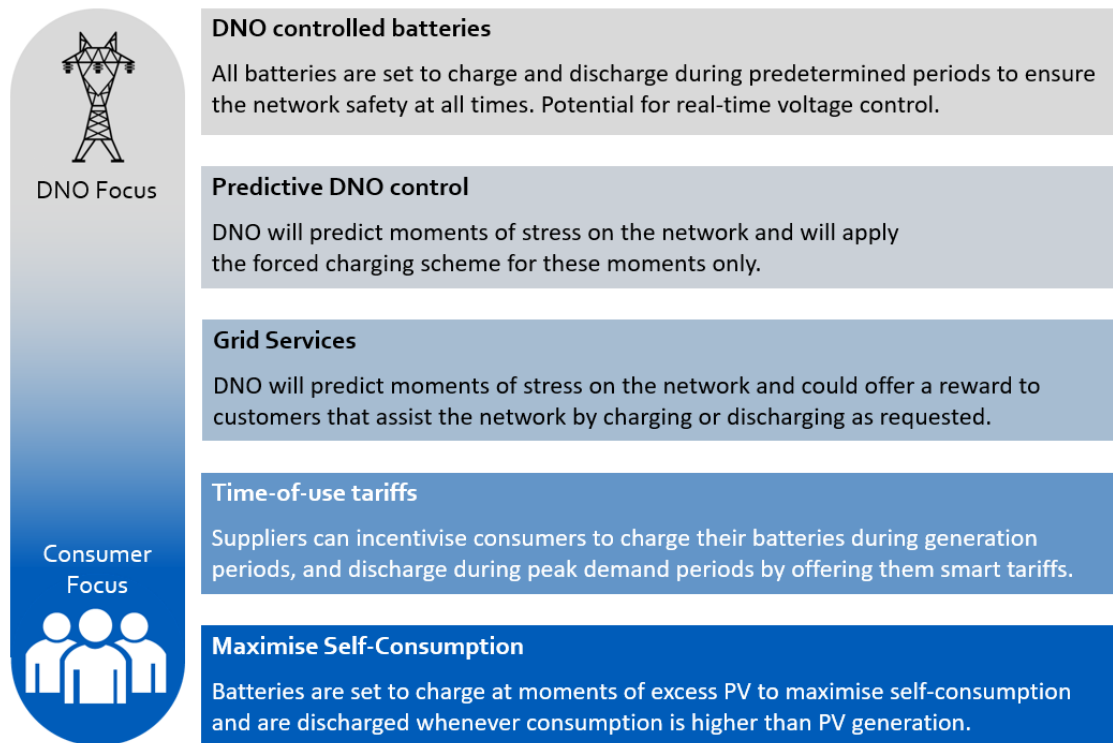 DNO Focus
Consumer
Focus
DNO controlled batteries
All batteries are set to charge and discharge during predetermined periods to ensure
the network safety at all times. Potential for real-time voltage control.
Predictive DNO control
DNO will predict moments of stress on the network and will apply
the forced charging scheme for these moments only.
Grid Services
DNO will predict moments of stress on the network and could offer a reward to
customers that assist the network by charging or discharging as requested.
Time-of-use tariffs
Suppliers can incentivise consumers to charge their batteries during generation
periods, and discharge during peak demand periods by offering them smart tariffs.
Maximise Self-Consumption
Batteries are set to charge at moments of excess PV to maximise self-consumption
and are discharged whenever consumption is higher than PV generation.